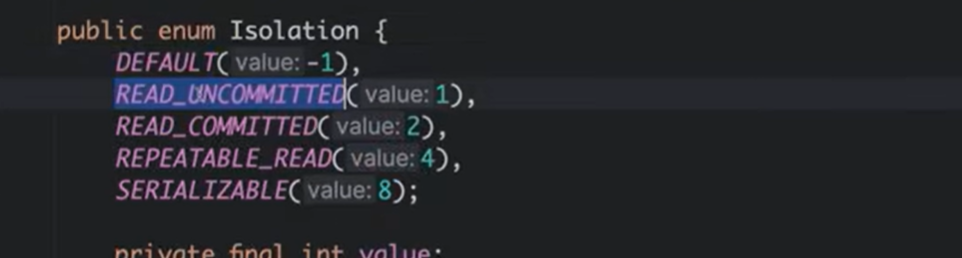 public enum Isolation {
DEFAULT( value: -1),
READ_UNCOMMITTED( value: 1),
READ_COMMITTED( value: 2),
REPEATABLE_READ( value: 4),
SERIALIZABLE( value: 8);
private final int value;